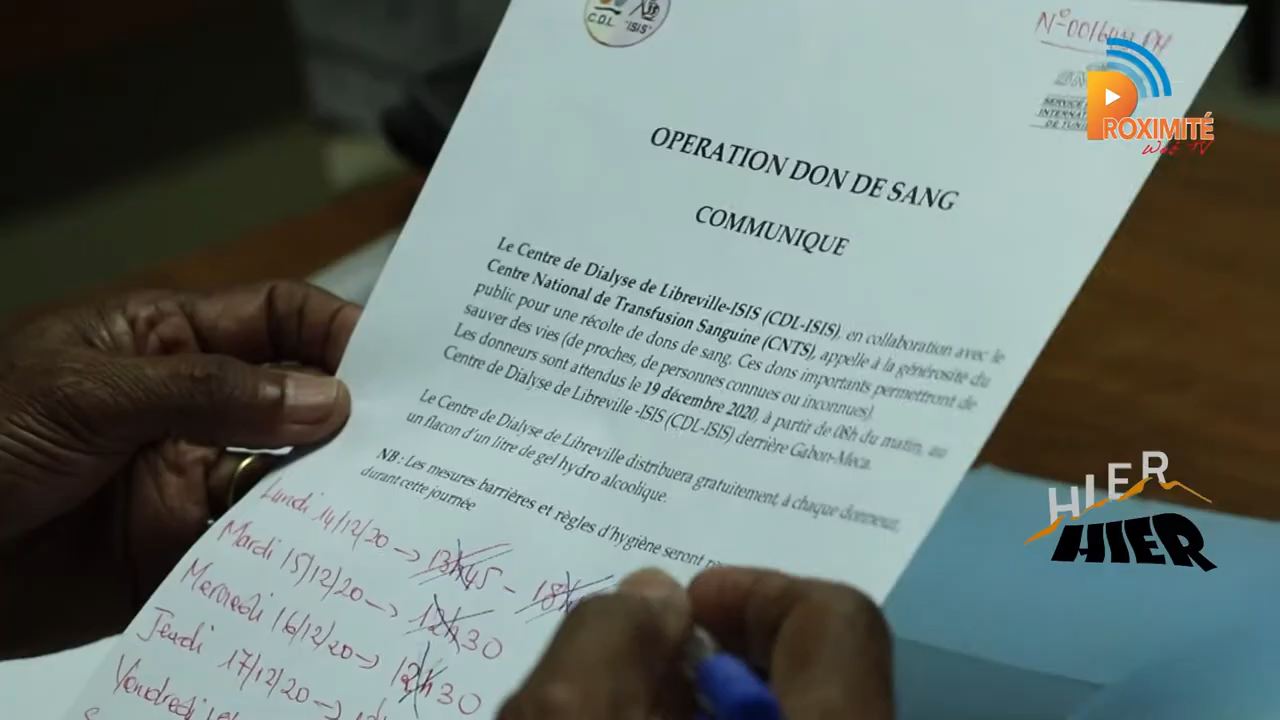 C.D.L "ISIS"
PROXIMITÉ
Web TV
OPERATION DON DE SANG
COMMUNIQUE
Le Centre de Dialyse de Libreville-ISIS (CDL-ISIS), en collaboration avec le
Centre National de Transfusion Sanguine (CNTS), appelle à la générosité du
public pour une récolte de dons de sang. Ces dons importants permettront de
sauver des vies (de proches, de personnes connues ou inconnues).
Les donneurs sont attendus le 19 décembre 2020, à partir de 08h du matin, au
Centre de Dialyse de Libreville -ISIS (CDL-ISIS) derrière Gabon-Meca.
Le Centre de Dialyse de Libreville distribuera gratuitement, à chaque donneur,
un flacon d'un litre de gel hydro alcoolique.
NB : Les mesures barrières et règles d'hygiène seront
durant cette journée
Lundi 14/12/20 → 13h45 -
Mardi 15/12/20 → 12h30
Mercredi 16/12/20 → 12h30
Jeudi 17/12/20 →
Vendredi
HIER
HIER